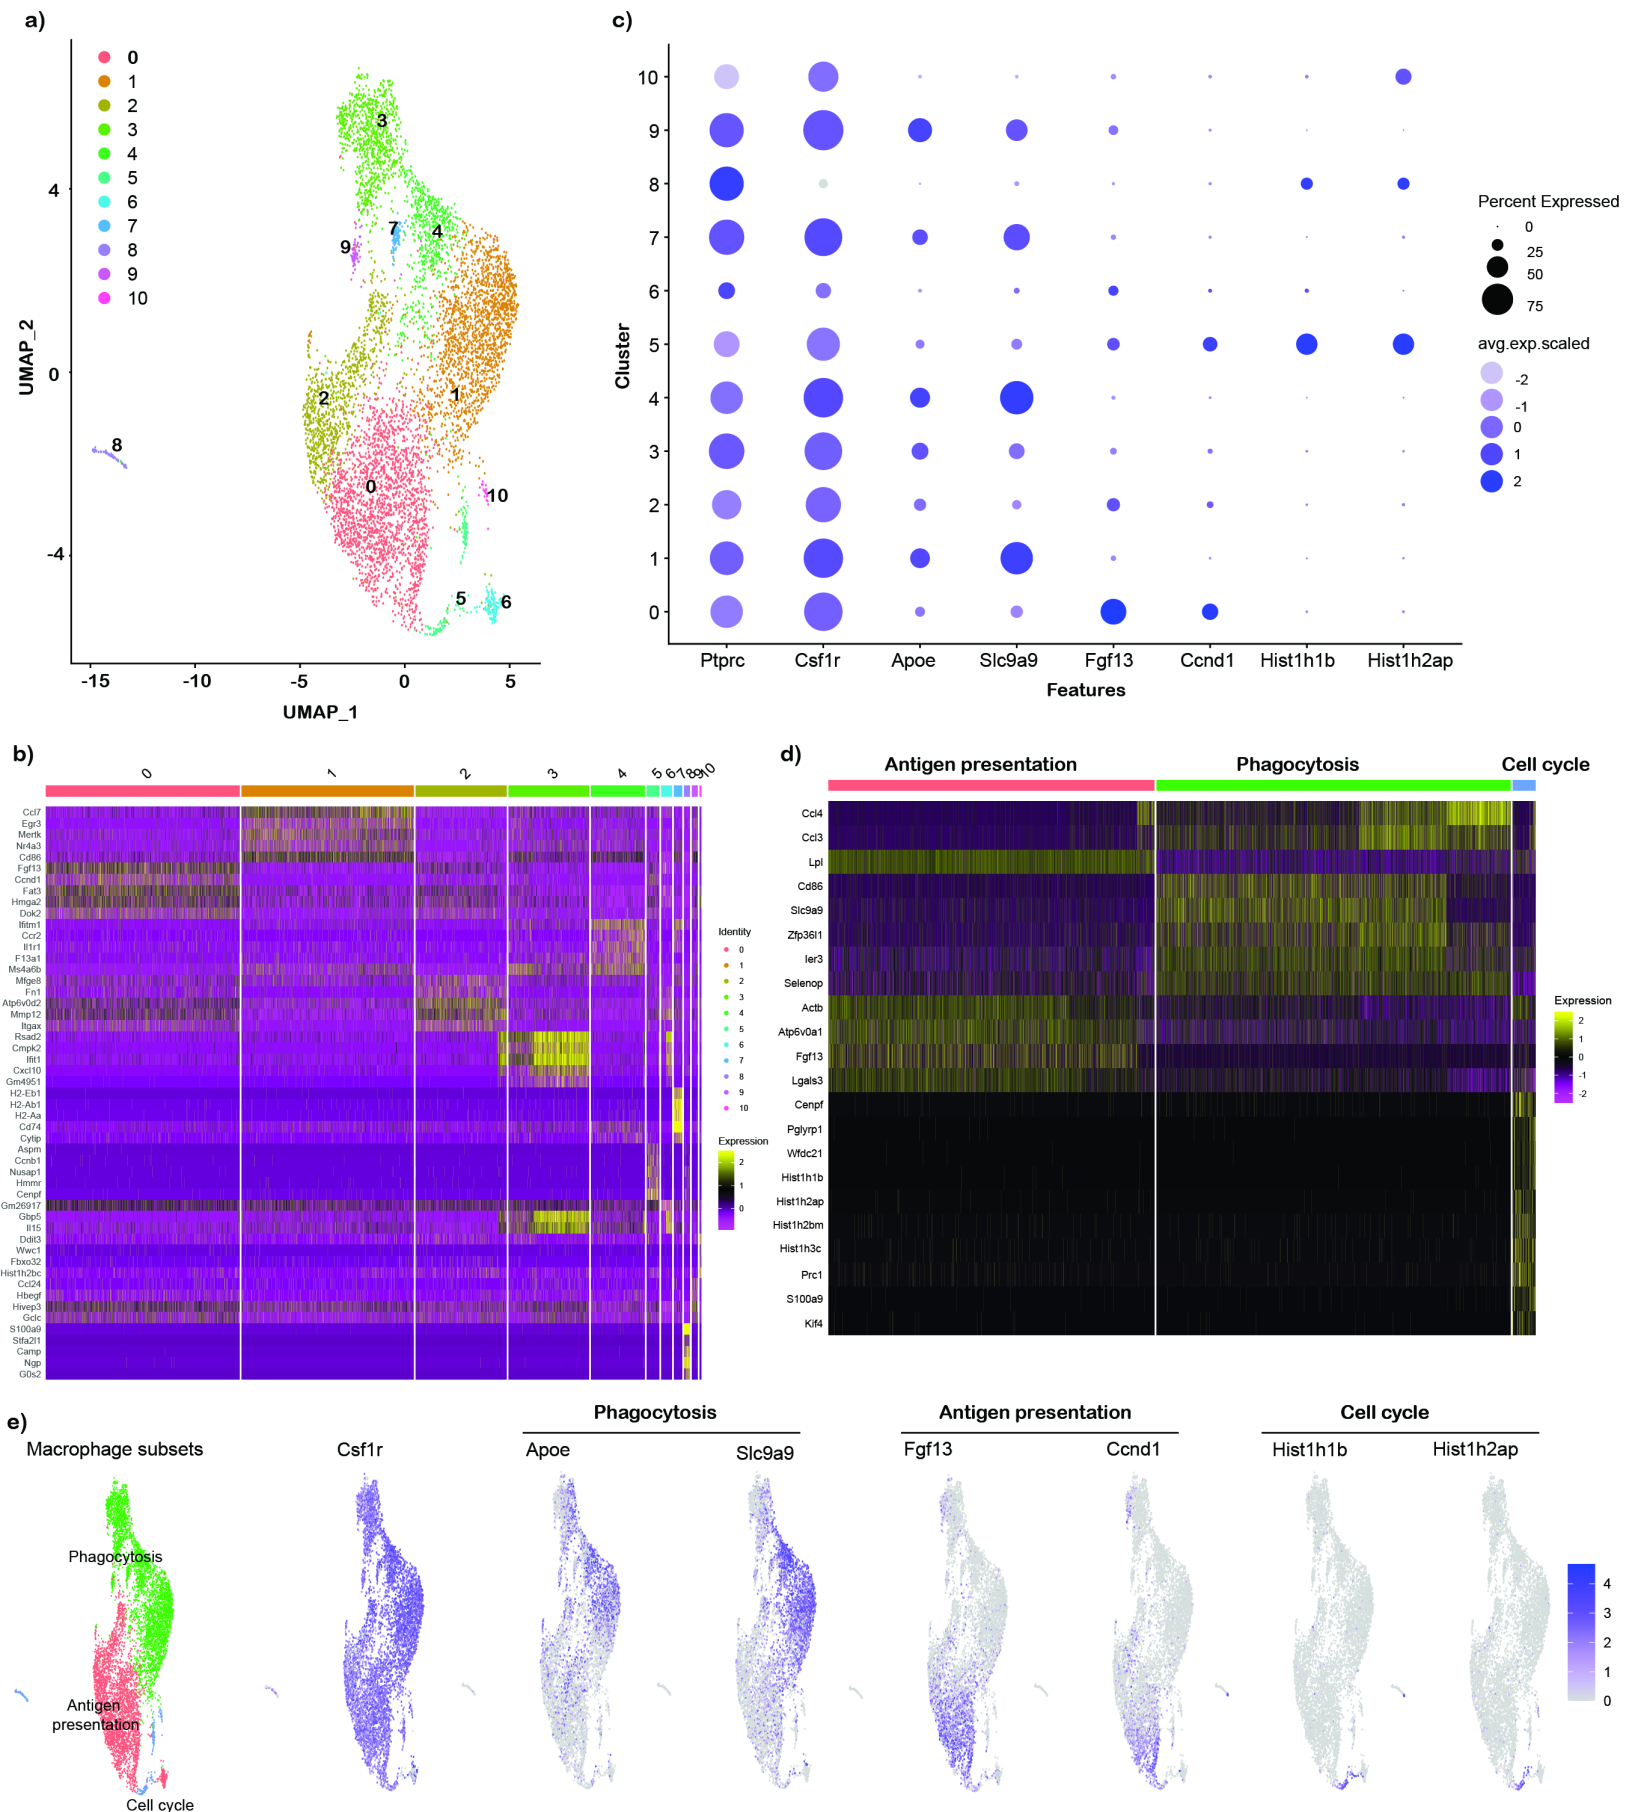 a)
0
1
2
3
4
5
6
7
8
9
10
3
7
4
9
2
1
8
0
10
5
6
4
0
-4
-15
-10
-5
0
5
UMAP_2
UMAP_1
c)
10
9
8
7
6
5
4
3
2
1
0
Cluster
Ptprc
Csf1r
Apoe
Slc9a9
Fgf13
Ccnd1
Hist1h1b
Hist1h2ap
Features
Percent Expressed
0
25
50
75
avg.exp.scaled
-2
-1
0
1
2
b)
0
1
2
3
4
5
6
7
8
9
10
Ccl7
Egr3
Mertk
Nr4a3
Cd86
Fgf13
Ccnd1
Fat3
Hmga2
Dok2
Ifitm1
Ccr2
Il1r1
F13a1
Ms4a6b
Mfge8
Fn1
Atp6v0d2
Mmp12
Itgax
Rsad2
Cmpk2
Ifit1
Cxcl10
Gm4951
H2-Eb1
H2-Ab1
H2-Aa
Cd74
Cytip
Aspm
Ccnb1
Nusap1
Hmmr
Cenpf
Gm26917
Gbp5
Il15
Ddit3
Wwc1
Fbxo32
Hist1h2bc
Ccl24
Hbegf
Hivep3
Gclc
S100a9
Stfa2l1
Camp
Ngp
G0s2
Identity
0
1
2
3
4
5
6
7
8
9
10
Expression
2
1
0
d)
Antigen presentation
Phagocytosis
Cell cycle
Ccl4
Ccl3
Lpl
Cd86
Slc9a9
Zfp36l1
Ier3
Selenop
Actb
Atp6v0a1
Fgf13
Lgals3
Cenpf
Pglyrp1
Wfdc21
Hist1h1b
Hist1h2ap
Hist1h2bm
Hist1h3c
Prc1
S100a9
Kif4
Expression
2
1
0
-1
-2
e)
Phagocytosis
Antigen presentation
Cell cycle
Macrophage subsets
Csf1r
Apoe
Slc9a9
Fgf13
Ccnd1
Hist1h1b
Hist1h2ap
Phagocytosis
Antigen
presentation
Cell cycle
4
3
2
1
0